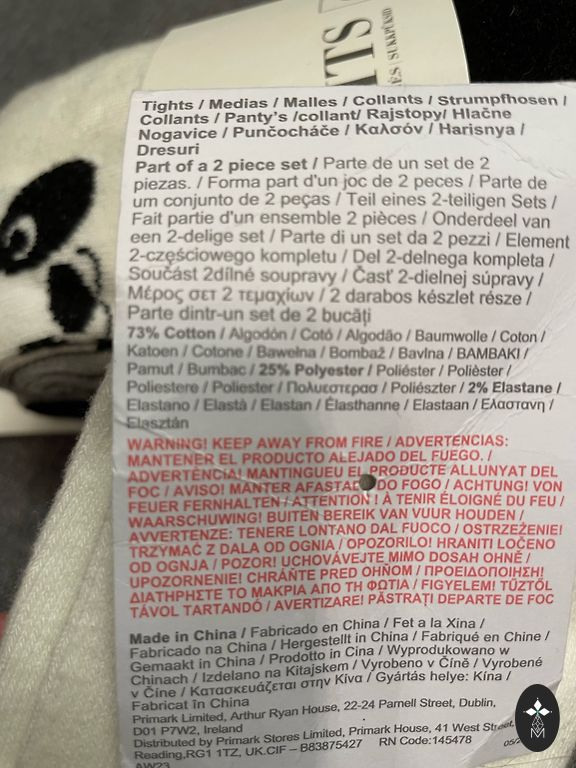 TS
ÉS | SUKKPÜKSID
Tights / Medias / Malles / Collants / Strumpfhosen /
Collants / Panty's /collant/ Rajstopy/ Hlačne
Nogavice / Punčocháče / Καλσόν / Harisnya /
Dresuri
Part of a 2 piece set / Parte de un set de 2
piezas. / Forma part d'un joc de 2 peces / Parte de
um conjunto de 2 peças / Teil eines 2-teiligen Sets /
Fait partie d'un ensemble 2 pièces / Onderdeel van
een 2-delige set / Parte di un set da 2 pezzi / Element
2-częściowego kompletu / Del 2-delnega kompleta /
Součást 2dílné soupravy / Časť 2-dielnej súpravy /
Μέρος σετ 2 τεμαχίων / 2 darabos készlet része /
Parte dintr-un set de 2 bucăți
73% Cotton / Algodón / Cotó / Algodão / Baumwolle / Coton /
Katoen / Cotone / Bawełna / Bombaž / Bavlna / BAMBAKI /
Pamut / Bumbac / 25% Polyester / Poliéster / Polièster /
Poliestere / Poliester / Πολυεστερασ / Poliészter / 2% Elastane /
Elastano / Elastà / Elastan / Élasthanne / Elastaan / Ελαστανη /
Elasztán
WARNING! KEEP AWAY FROM FIRE / ADVERTENCIAS:
MANTENER EL PRODUCTO ALEJADO DEL FUEGO. /
ADVERTÈNCIA! MANTINGUEU EL PRODUCTE ALLUNYAT DEL
FOC / AVISO! MANTER AFASTADO DO FOGO / ACHTUNG! VON
FEUER FERNHALTEN / ATTENTION ! À TENIR ÉLOIGNÉ DU FEU /
WAARSCHUWING! BUITEN BEREIK VAN VUUR HOUDEN /
AVVERTENZE: TENERE LONTANO DAL FUOCO / OSTRZEŻENIE!
TRZYMAĆ Z DALA OD OGNIA / OPOZORILO! HRANITI LOČENO
OD OGNJA / POZOR! UCHOVÁVEJTE MIMO DOSAH OHNĚ /
UPOZORNENIE! CHRÁŇTE PRED OHŇOM / ΠΡΟΕΙΔΟΠΟΙΗΣΗ!
ΔΙΑΤΗΡΗΣΤΕ ΤΟ ΜΑΚΡΙΑ ΑΠΟ ΤΗ ΦΩΤΙΑ / FIGYELEM! TŰZTŐL
TÁVOL TARTANDÓ / AVERTIZARE! PĂSTRAȚI DEPARTE DE FOC
Made in China / Fabricado en China / Fet a la Xina /
Fabricado na China / Hergestellt in China / Fabriqué en Chine /
Gemaakt in China / Prodotto in Cina / Wyprodukowano w
Chinach / Izdelano na Kitajskem / Vyrobeno v Číně / Vyrobené
v Číne / Κατασκευάζεται στην Κίνα / Gyártás helye: Kína /
Fabricat în China
Primark Limited, Arthur Ryan House, 22-24 Parnell Street, Dublin,
D01 P7W2, Ireland
Distributed by Primark Stores Limited, Primark House, 41 West Street,
Reading,RG1 1TZ, UK.CIF – B83875427 RN Code:145478
AW23